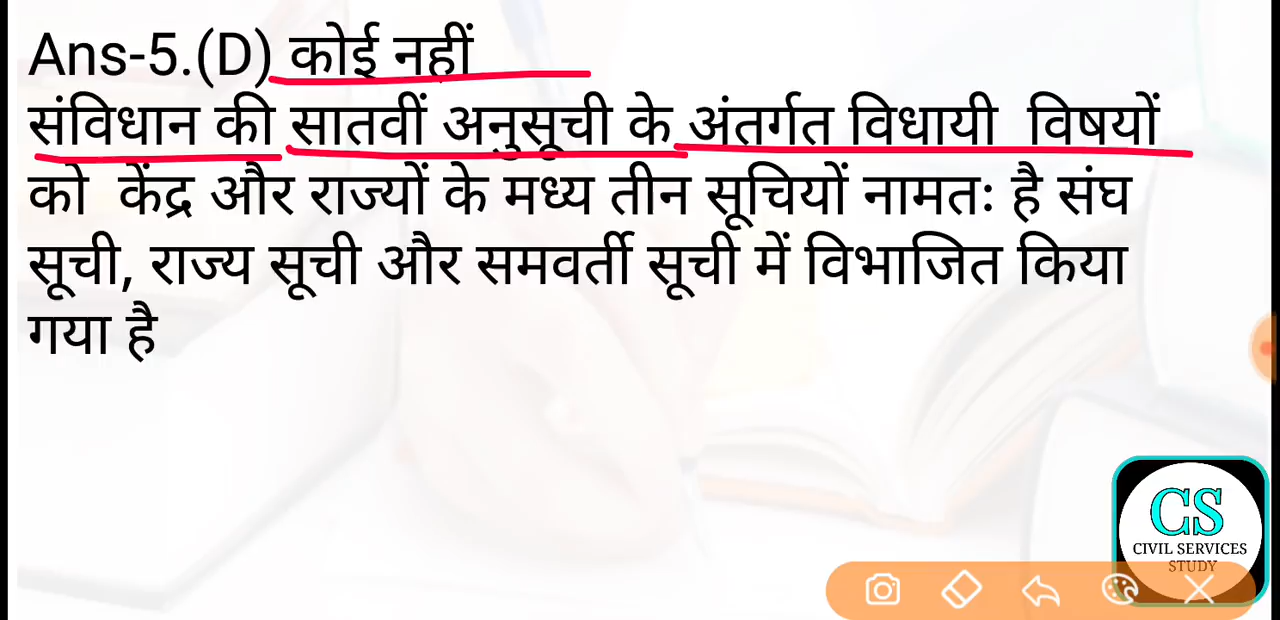 Ans-5.(D) कोई नहीं
संविधान की सातवीं अनुसूची के अंतर्गत विधायी विषयों
को केंद्र और राज्यों के मध्य तीन सूचियों नामतः है संघ
सूची, राज्य सूची और समवर्ती सूची में विभाजित किया
गया है
CS
CIVIL SERVICES
STUDY